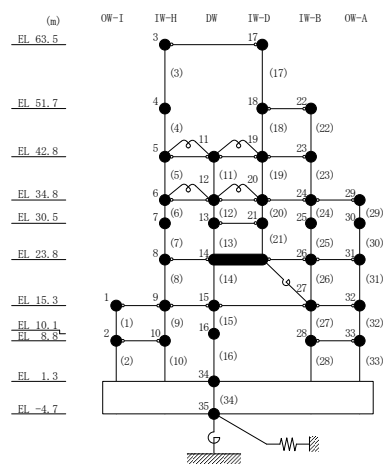 (m) OW-I IW-H DW IW-D IW-B OW-A
EL 63.5 3 17
(3) (17)
EL 51.7 4 18 22
(4) 11 19 (18) (22)
EL 42.8 5 23
(5) 12 (11) 20 (19) (23)
EL 34.8 6 24 29
(6) (12) (20) (24) (29)
EL 30.5 7 13 21 25 30
(7) (13) (21) (25) (30)
EL 23.8 8 14 26 31
(8) (14) (26) (31)
27
EL 15.3 1 9 15 32
(1) (9) (15) (27) (32)
EL 10.1 16
EL 8.8 2 10 28 33
(2) (10) (16) (28) (33)
EL 1.3 34
(34)
EL -4.7 35